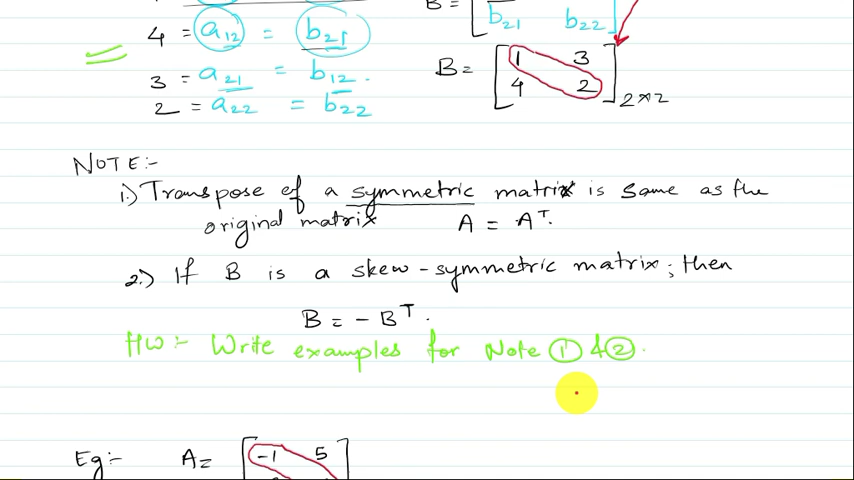 B = [
b21 b22 ]
4 = a12 = b21
3 = a21 = b12.
2 = a22 = b22
B = [ 1 3
4 2 ] 2×2
NOTE:-
1.) Transpose of a symmetric matrix is same as the
original matrix A = A^T.
2.) If B is a skew-symmetric matrix; then
B = - B^T.
HW:- Write examples for Note ① & ②.
Eg:- A = [ -1 5 ]